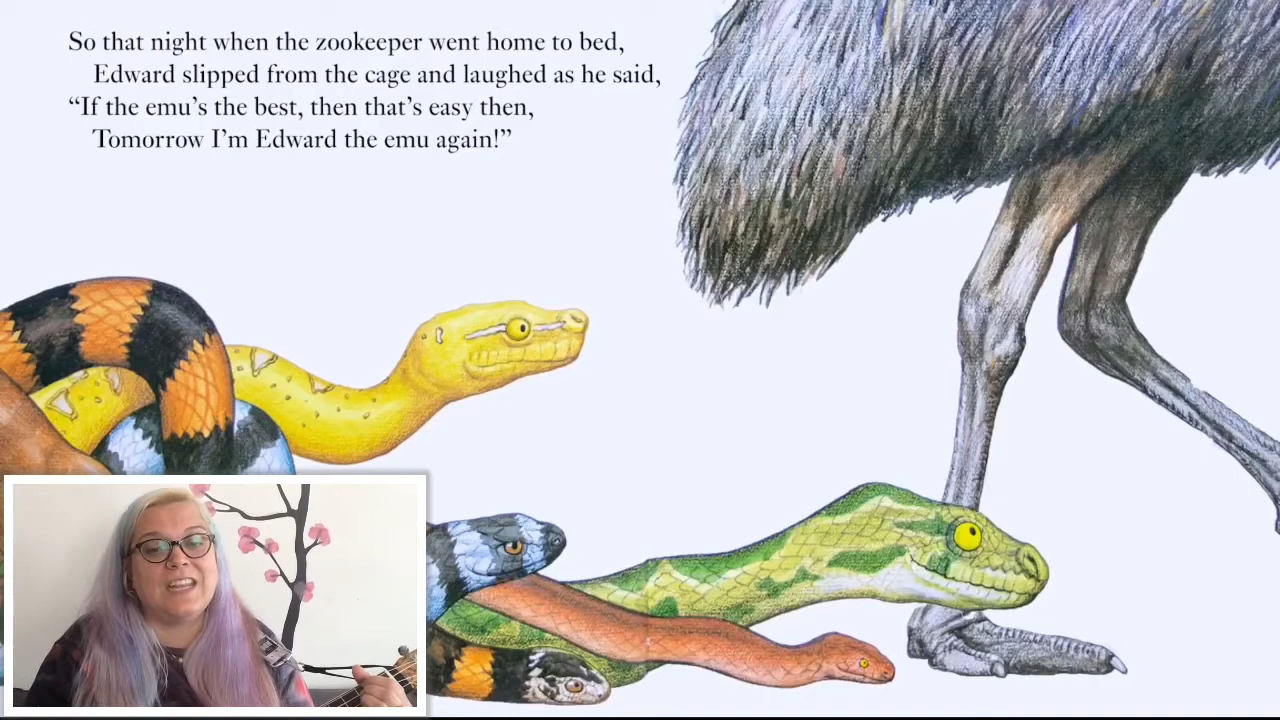 So that night when the zookeeper went home to bed,
Edward slipped from the cage and laughed as he said,
“If the emu’s the best, then that’s easy then,
Tomorrow I’m Edward the emu again!”